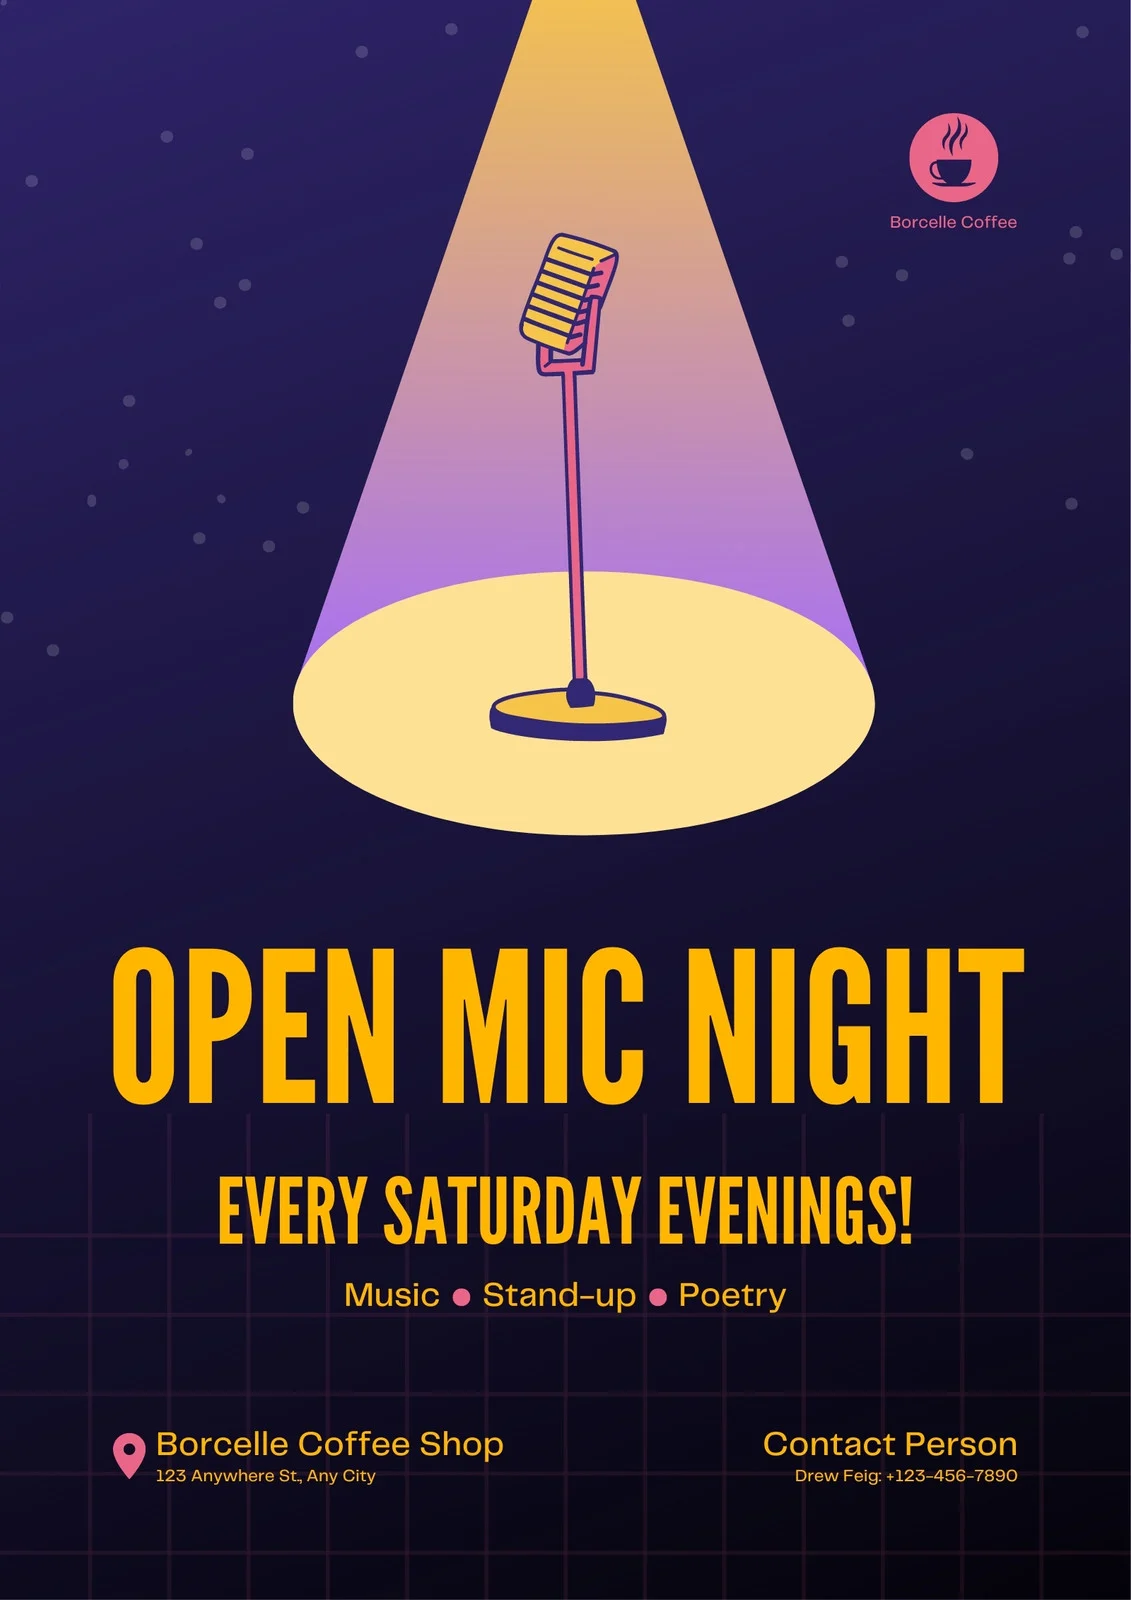 Borcelle Coffee
OPEN MIC NIGHT
EVERY SATURDAY EVENINGS!
Music ● Stand-up ● Poetry
Borcelle Coffee Shop
123 Anywhere St., Any City
Contact Person
Drew Feig: +123-456-7890